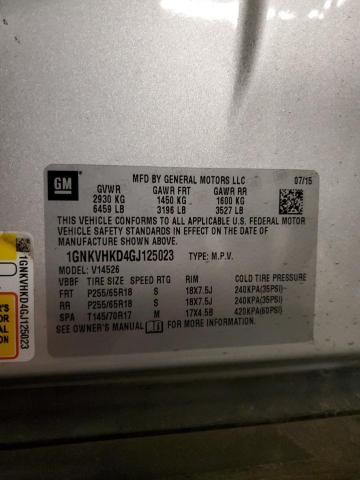 GM
MFD BY GENERAL MOTORS LLC 07/15
GVWR GAWR FRT GAWR RR
2930 KG 1450 KG 1600 KG
6459 LB 3196 LB 3527 LB
THIS VEHICLE CONFORMS TO ALL APPLICABLE U.S. FEDERAL MOTOR
VEHICLE SAFETY STANDARDS IN EFFECT ON THE DATE OF
MANUFACTURE SHOWN ABOVE.
1GNKVHKD4GJ125023 TYPE: M.P.V.
MODEL: V14526
VBBF TIRE SIZE SPEED RTG RIM COLD TIRE PRESSURE
FRT P255/65R18 S 18X7.5J 240KPA(35PSI)
RR P255/65R18 S 18X7.5J 240KPA(35PSI)
SPA T145/70R17 M 17X4.5B 420KPA(60PSI)
SEE OWNER'S MANUAL FOR ADDITIONAL INFORMATION.
1GNKVHKD4GJ125023